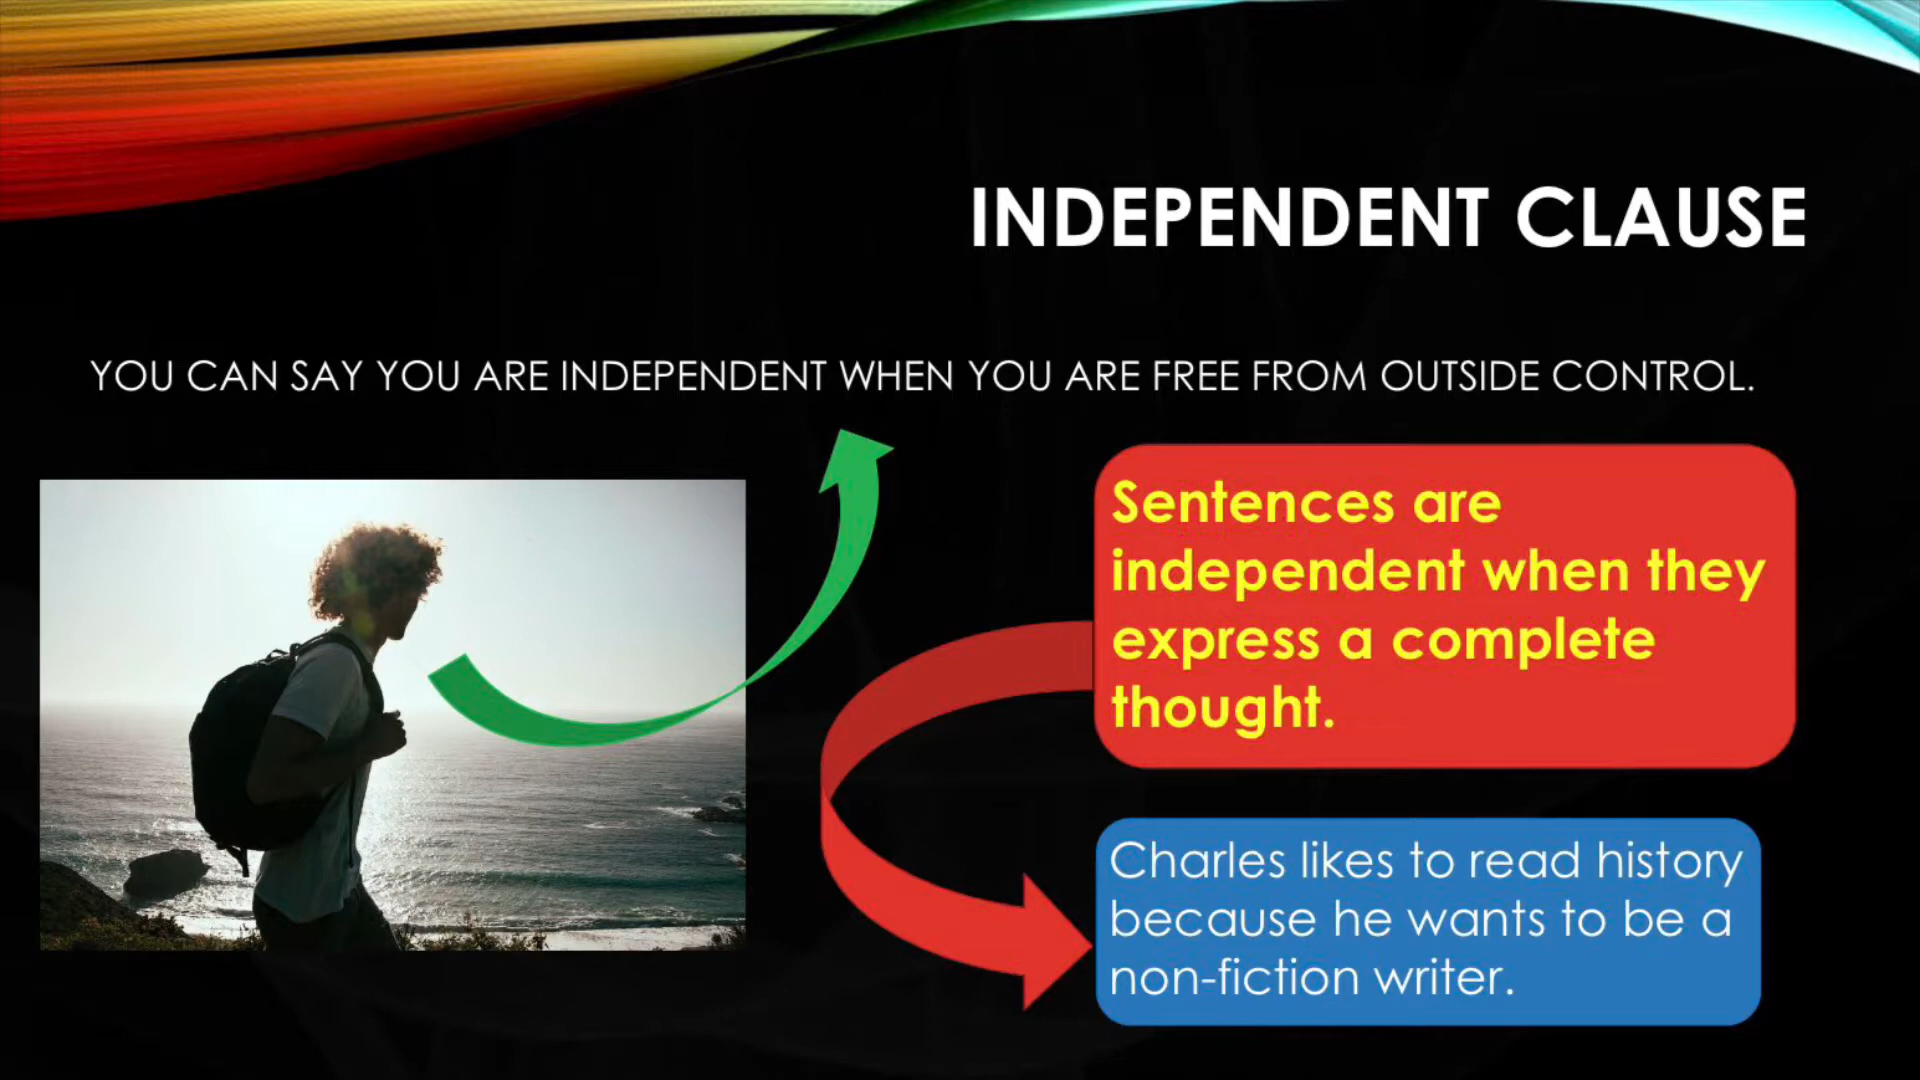 INDEPENDENT CLAUSE
YOU CAN SAY YOU ARE INDEPENDENT WHEN YOU ARE FREE FROM OUTSIDE CONTROL.
Sentences are
independent when they
express a complete
thought.
Charles likes to read history
because he wants to be a
non-fiction writer.